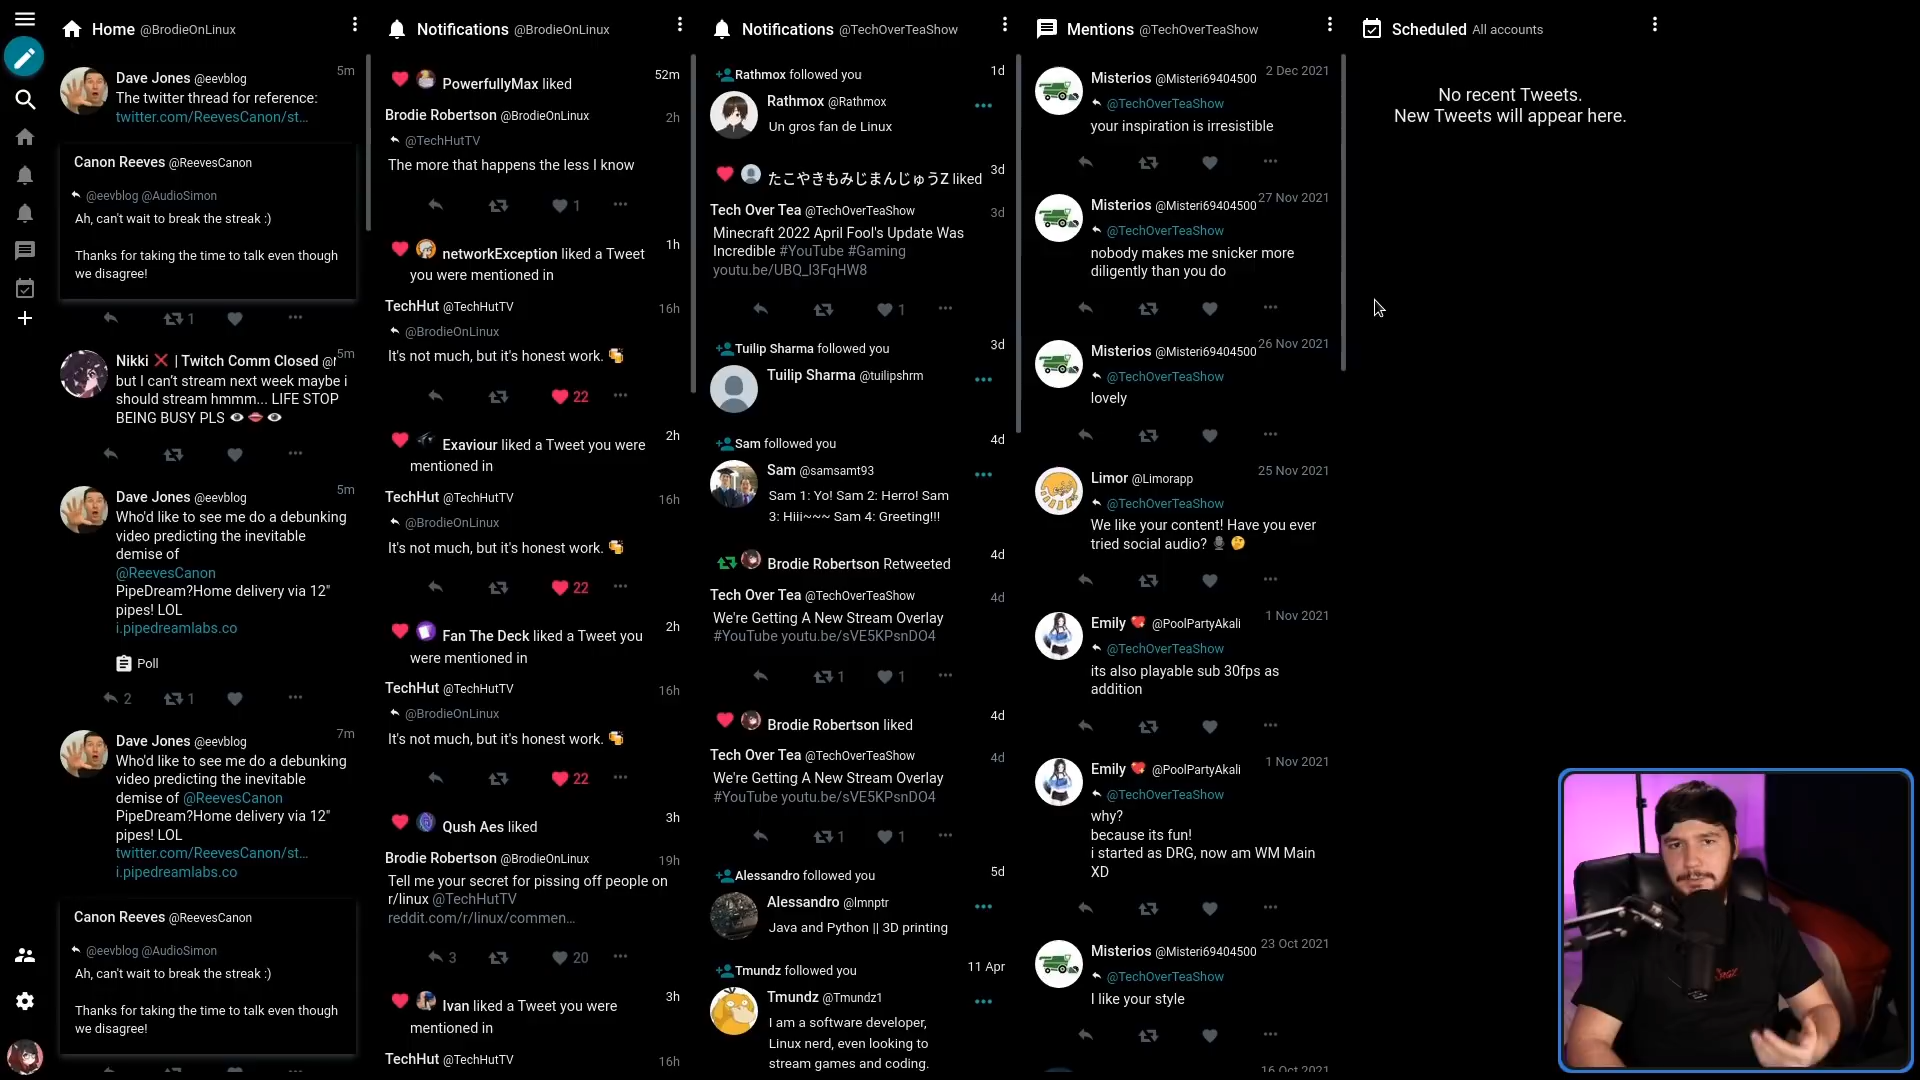 Home @BrodieOnLinux
Dave Jones @eevblog 5m
The twitter thread for reference:
twitter.com/ReevesCanon/st…
Canon Reeves @ReevesCanon
@eevblog @AudioSimon
Ah, can't wait to break the streak :)
Thanks for taking the time to talk even though
we disagree!
1
Nikki ❌ | Twitch Comm Closed 5m
but I can't stream next week maybe i
should stream hmmm... LIFE STOP
BEING BUSY PLS 👁👄👁
Dave Jones @eevblog 5m
Who'd like to see me do a debunking
video predicting the inevitable
demise of
@ReevesCanon
PipeDream?Home delivery via 12"
pipes! LOL
i.pipedreamlabs.co
Poll
2 1
Dave Jones @eevblog 7m
Who'd like to see me do a debunking
video predicting the inevitable
demise of @ReevesCanon
PipeDream?Home delivery via 12"
pipes! LOL
twitter.com/ReevesCanon/st…
i.pipedreamlabs.co
Canon Reeves @ReevesCanon
@eevblog @AudioSimon
Ah, can't wait to break the streak :)
Thanks for taking the time to talk even though
we disagree!
Notifications @BrodieOnLinux
PowerfullyMax liked 52m
Brodie Robertson @BrodieOnLinux 2h
@TechHutTV
The more that happens the less I know
1
networkException liked a Tweet 1h
you were mentioned in
TechHut @TechHutTV 16h
@BrodieOnLinux
It's not much, but it's honest work. 🍻
22
Exaviour liked a Tweet you were 2h
mentioned in
TechHut @TechHutTV 16h
@BrodieOnLinux
It's not much, but it's honest work. 🍻
22
Fan The Deck liked a Tweet you 2h
were mentioned in
TechHut @TechHutTV 16h
@BrodieOnLinux
It's not much, but it's honest work. 🍻
22
Qush Aes liked 3h
Brodie Robertson @BrodieOnLinux 19h
Tell me your secret for pissing off people on
r/linux @TechHutTV
reddit.com/r/linux/commen…
3 20
Ivan liked a Tweet you were 3h
mentioned in
TechHut @TechHutTV 16h
Notifications @TechOverTeaShow
Rathmox followed you 1d
Rathmox @Rathmox
Un gros fan de Linux
たこやきもみじまんじゅうZ liked 3d
Tech Over Tea @TechOverTeaShow 3d
Minecraft 2022 April Fool's Update Was
Incredible #YouTube #Gaming
youtu.be/UBQ_I3FqHW8
1
Tuilip Sharma followed you 3d
Tuilip Sharma @tuilipshrm
Sam followed you 4d
Sam @samsamt93
Sam 1: Yo! Sam 2: Herro! Sam
3: Hiii~~~ Sam 4: Greeting!!!
Brodie Robertson Retweeted 4d
Tech Over Tea @TechOverTeaShow 4d
We're Getting A New Stream Overlay
#YouTube youtu.be/sVE5KPsnDO4
1 1
Brodie Robertson liked 4d
Tech Over Tea @TechOverTeaShow 4d
We're Getting A New Stream Overlay
#YouTube youtu.be/sVE5KPsnDO4
1 1
Alessandro followed you 5d
Alessandro @lmnptr
Java and Python || 3D printing
Tmundz followed you 11 Apr
Tmundz @Tmundz1
I am a software developer,
Linux nerd, even looking to
stream games and coding.
Mentions @TechOverTeaShow
Misterios @Misteri69404500 2 Dec 2021
@TechOverTeaShow
your inspiration is irresistible
Misterios @Misteri69404500 27 Nov 2021
@TechOverTeaShow
nobody makes me snicker more
diligently than you do
Misterios @Misteri69404500 26 Nov 2021
@TechOverTeaShow
lovely
Limor @Limorapp 25 Nov 2021
@TechOverTeaShow
We like your content! Have you ever
tried social audio? 🎙🤔
Emily 💖 @PoolPartyAkali 1 Nov 2021
@TechOverTeaShow
its also playable sub 30fps as
addition
Emily 💖 @PoolPartyAkali 1 Nov 2021
@TechOverTeaShow
why?
because its fun!
i started as DRG, now am WM Main
XD
Misterios @Misteri69404500 23 Oct 2021
@TechOverTeaShow
I like your style
16 Oct 2021
Scheduled All accounts
No recent Tweets.
New Tweets will appear here.